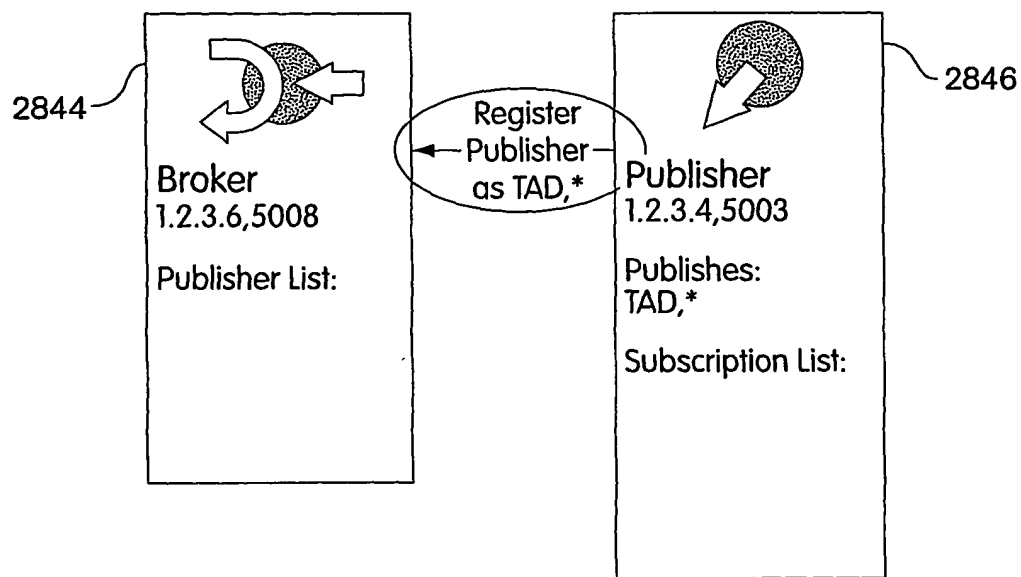 2844
Broker
1.2.3.6,5008
Publisher List:
Register
Publisher
as TAD,*
2846
Publisher
1.2.3.4,5003
Publishes:
TAD,*
Subscription List: